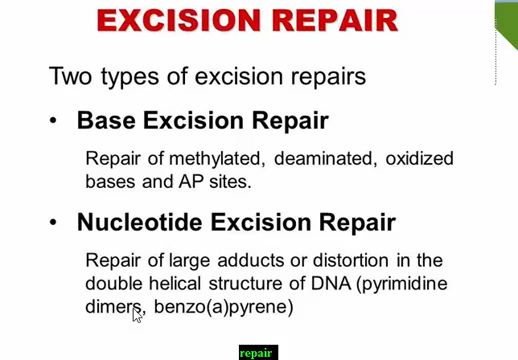 EXCISION REPAIR
Two types of excision repairs
• Base Excision Repair
Repair of methylated, deaminated, oxidized
bases and AP sites.
• Nucleotide Excision Repair
Repair of large adducts or distortion in the
double helical structure of DNA (pyrimidine
dimers, benzo(a)pyrene)
repair